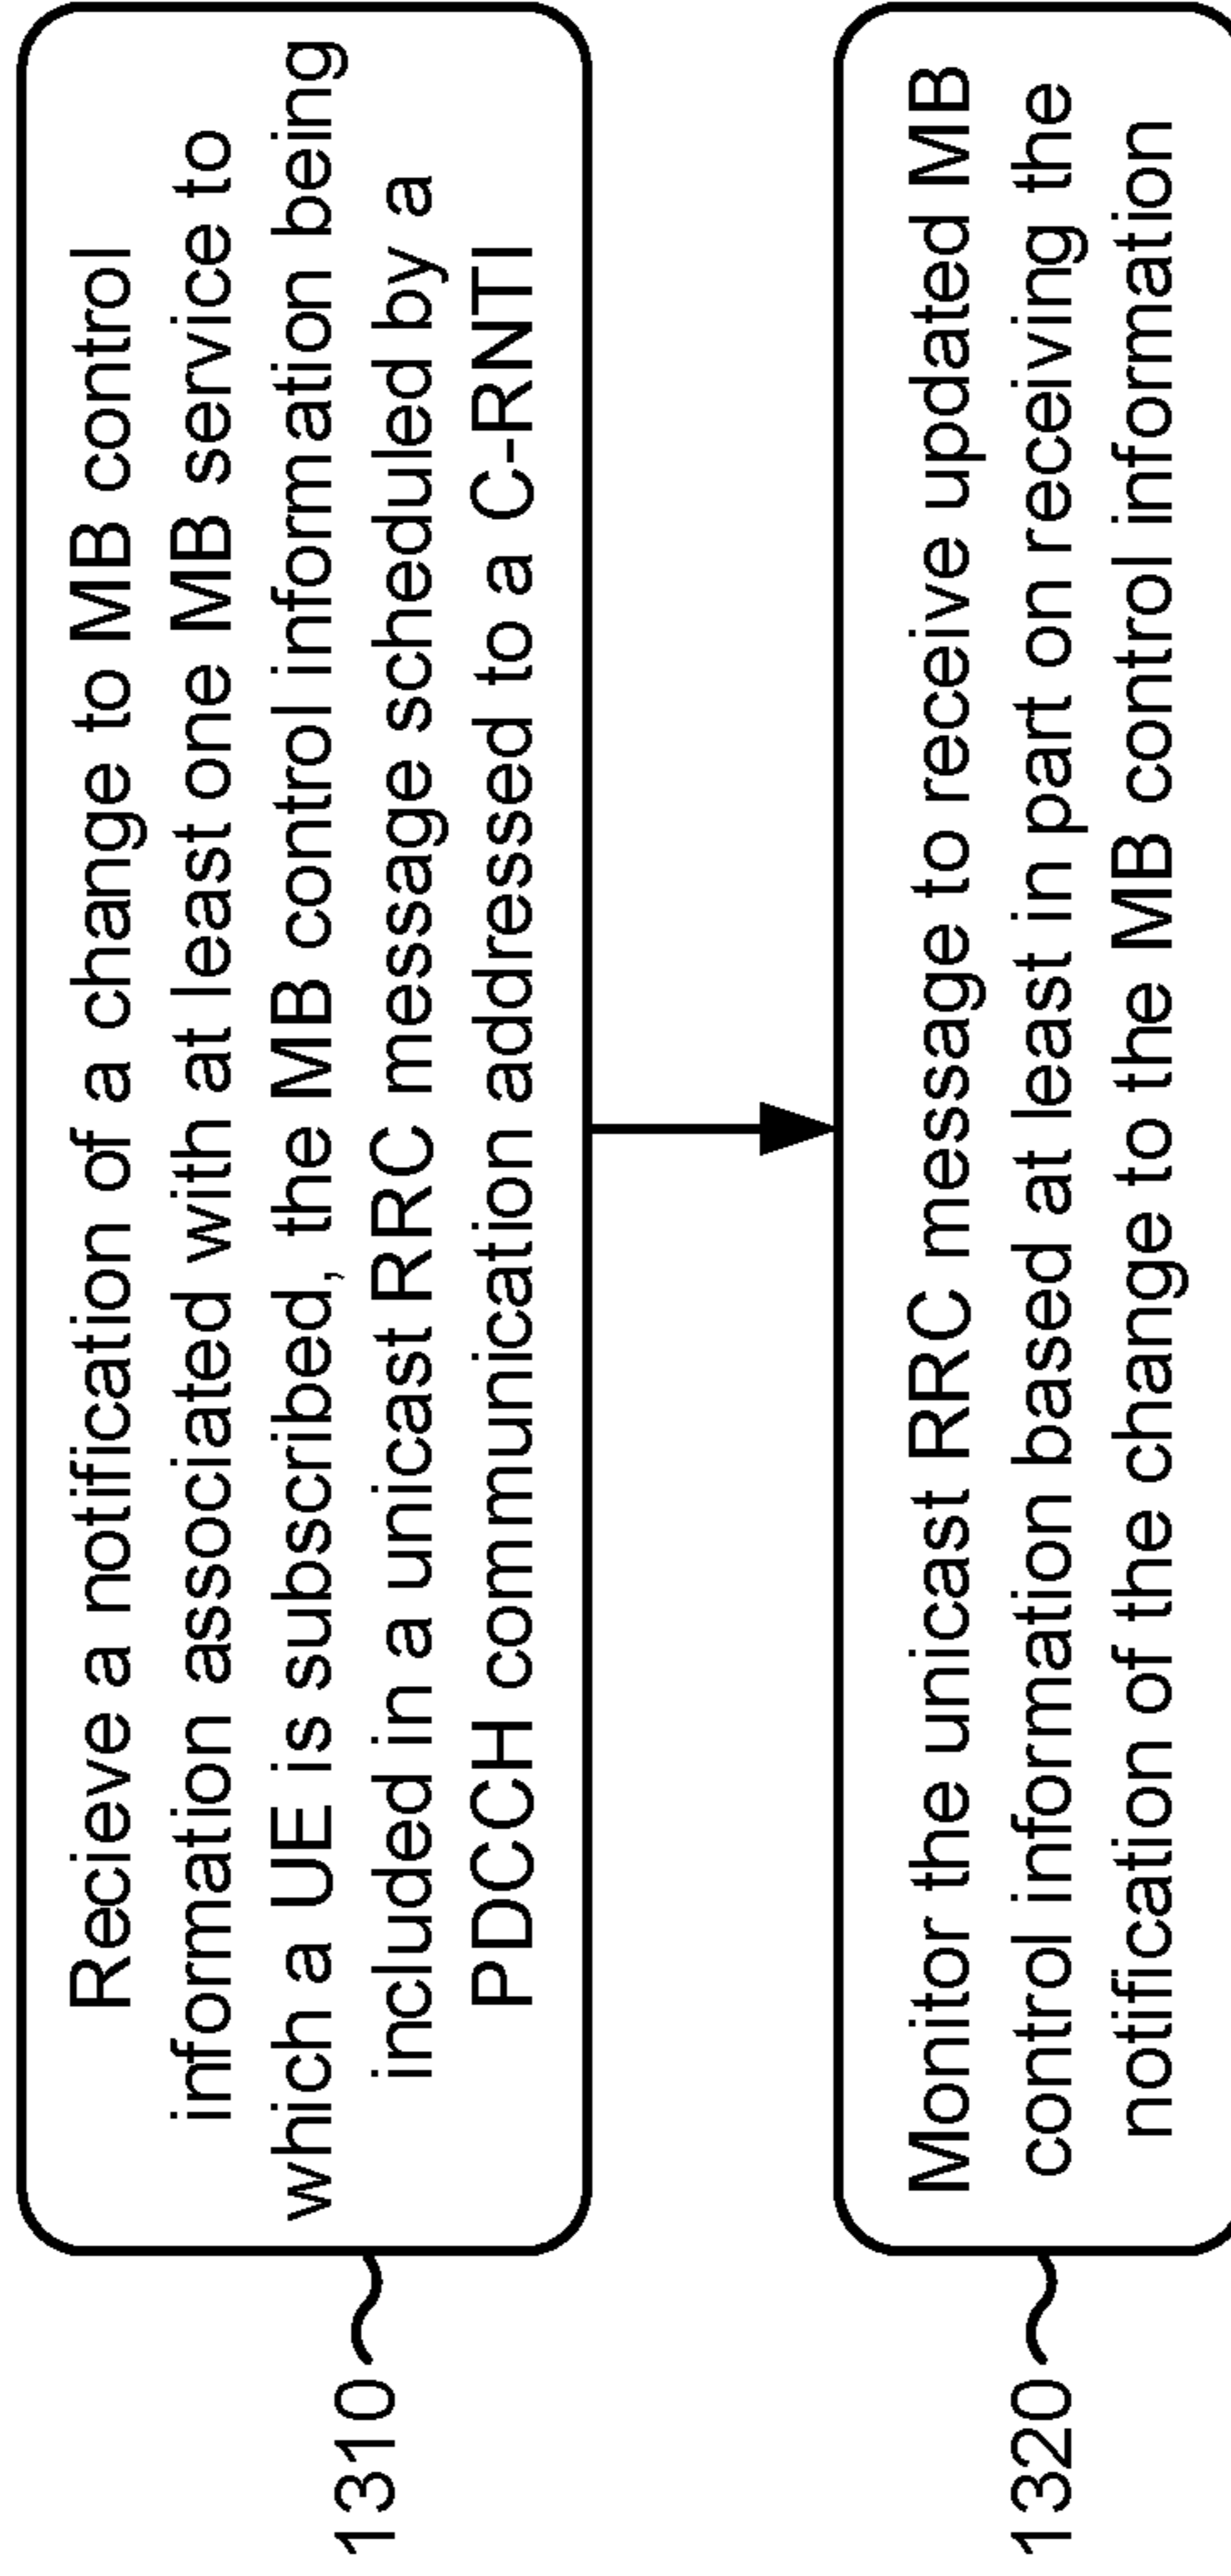 Recieve a notification of a change to MB control
information associated with at least one MB service to
which a UE is subscribed, the MB control information being
included in a unicast RRC message scheduled by a
PDCCH communication addressed to a C-RNTI
1310
Monitor the unicast RRC message to receive updated MB
control information based at least in part on receiving the
notification of the change to the MB control information
1320